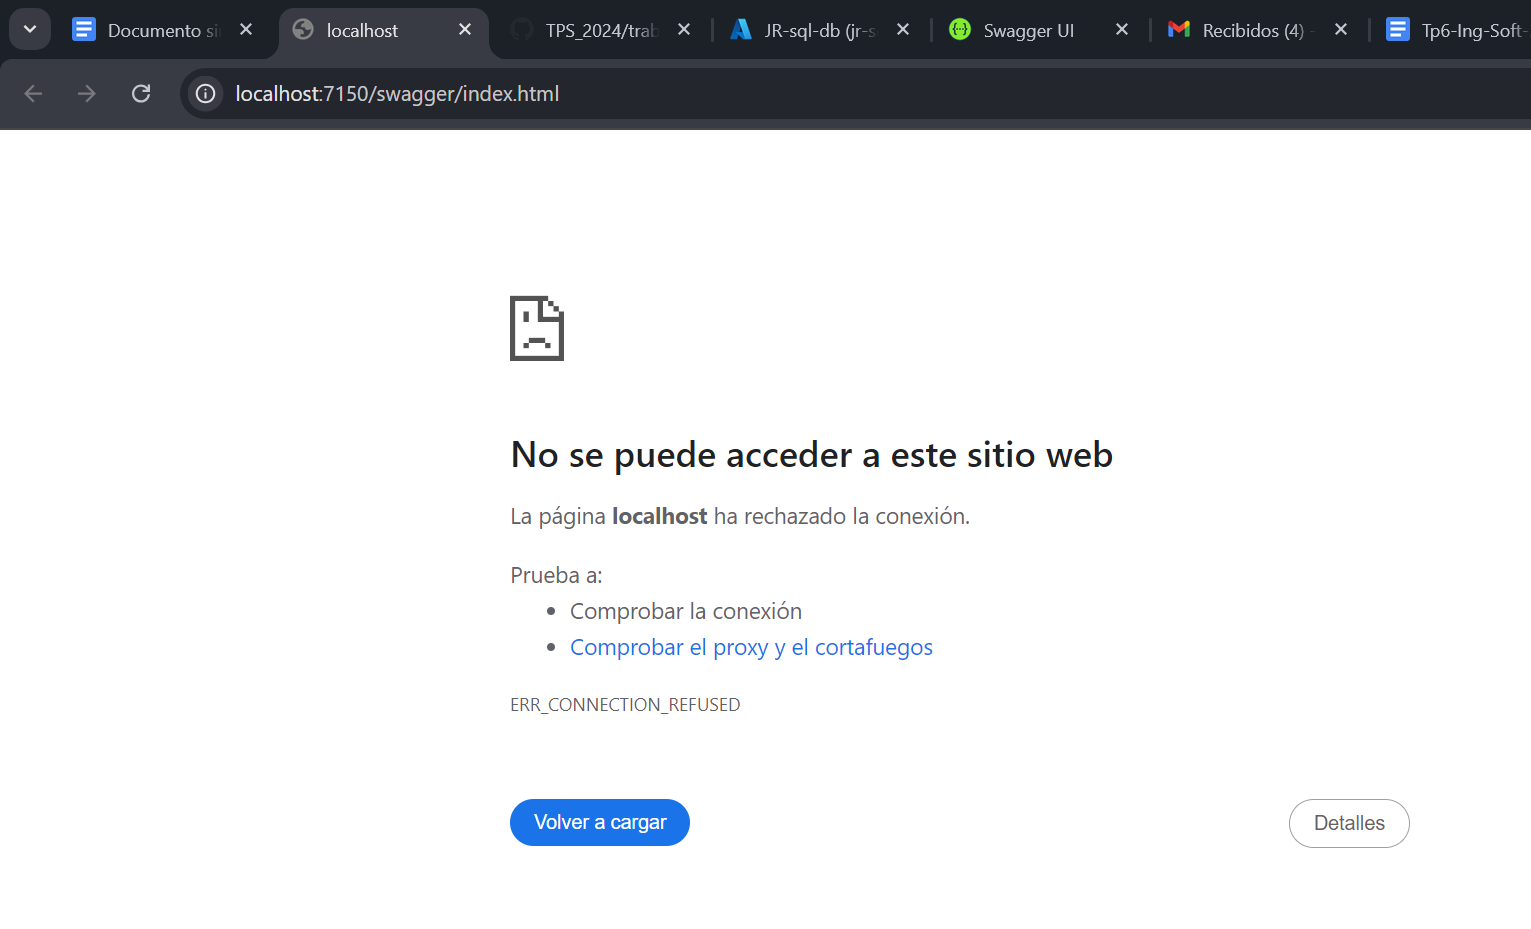 Documento si
localhost
TPS_2024/trab
JR-sql-db (jr-s
Swagger UI
Recibidos (4) -
Tp6-Ing-Soft-
localhost:7150/swagger/index.html
No se puede acceder a este sitio web
La página localhost ha rechazado la conexión.
Prueba a:
Comprobar la conexión
Comprobar el proxy y el cortafuegos
ERR_CONNECTION_REFUSED
Volver a cargar
Detalles